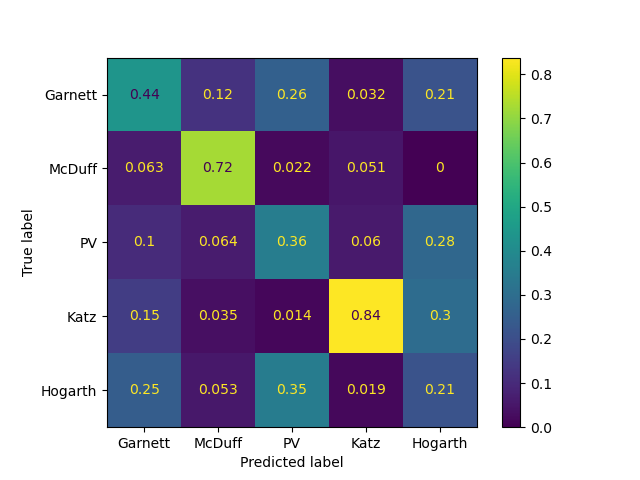 Garnett 0.44 0.12 0.26 0.032 0.21
McDuff 0.063 0.72 0.022 0.051 0
PV 0.1 0.064 0.36 0.06 0.28
Katz 0.15 0.035 0.014 0.84 0.3
Hogarth 0.25 0.053 0.35 0.019 0.21
Garnett McDuff PV Katz Hogarth
Predicted label
True label
0.8
0.7
0.6
0.5
0.4
0.3
0.2
0.1
0.0